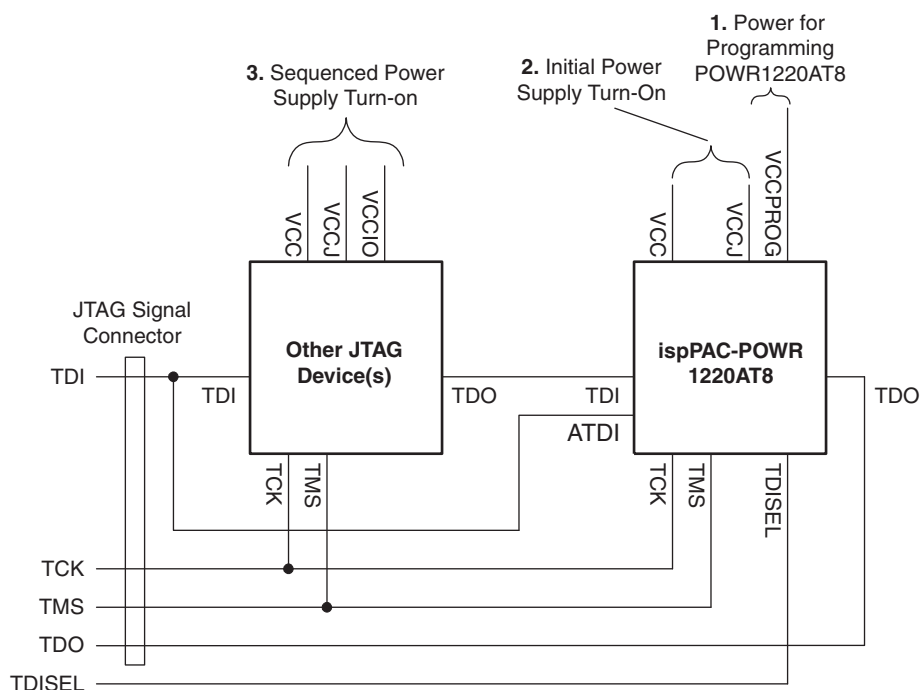 1. Power for
Programming
POWR1220AT8
2. Initial Power
Supply Turn-On
3. Sequenced Power
Supply Turn-on
VCC
VCCJ
VCCIO
VCC
VCCJ
VCCPROG
JTAG Signal
Connector
Other JTAG
Device(s)
ispPAC-POWR
1220AT8
TDI
TDI
TDO
TDI
TDO
ATDI
TCK
TMS
TCK
TMS
TDISEL
TCK
TMS
TDO
TDISEL